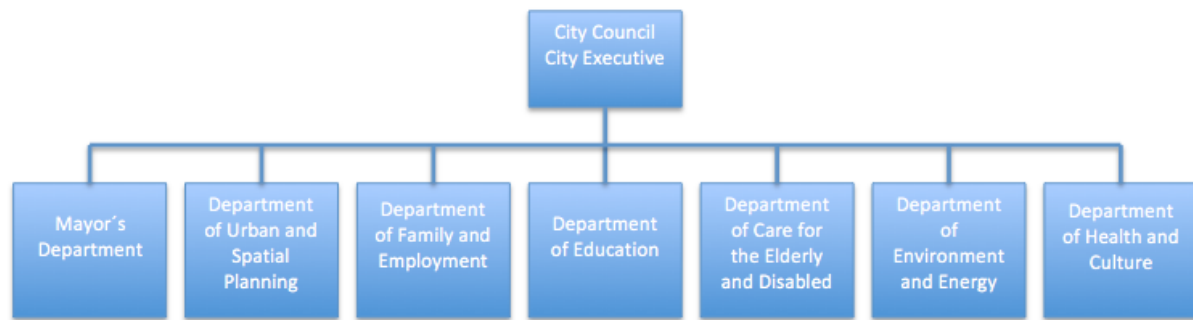 City Council
City Executive
Mayor´s
Department
Department
of Urban and
Spatial
Planning
Department
of Family and
Employment
Department
of Education
Department
of Care for
the Elderly
and Disabled
Department
of
Environment
and Energy
Department
of Health and
Culture